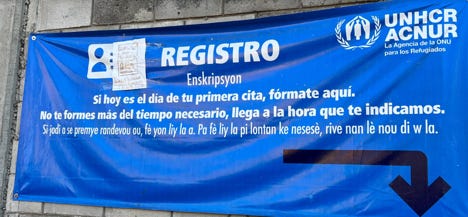 UNHCR
ACNUR
La Agencia de la ONU
para los Refugiados
REGISTRO
Enskripsyon
Si hoy es el día de tu primera cita, fórmate aquí.
No te formes más del tiempo necesario, llega a la hora que te indicamos.
Si jodi a se premye randevou ou, fè yon liy la a. Pa fè liy la pi lontan ke nesesè, rive nan lè nou di w la.